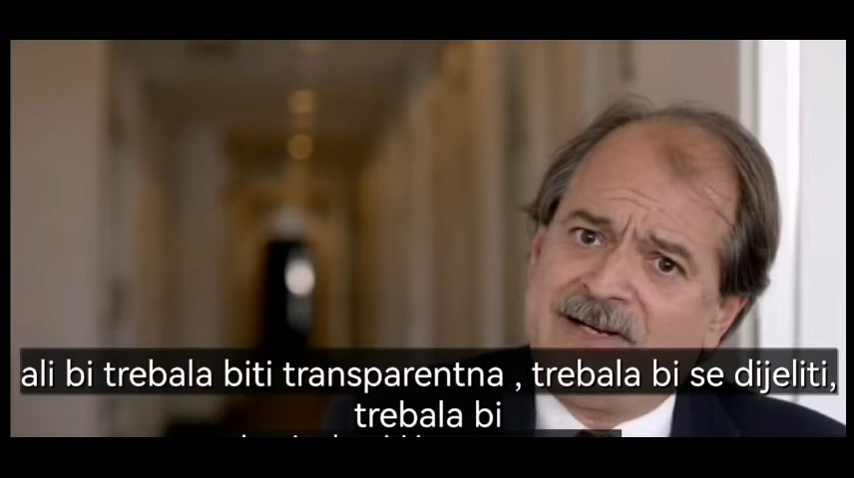 ali bi trebala biti transparentna , trebala bi se dijeliti,
trebala bi